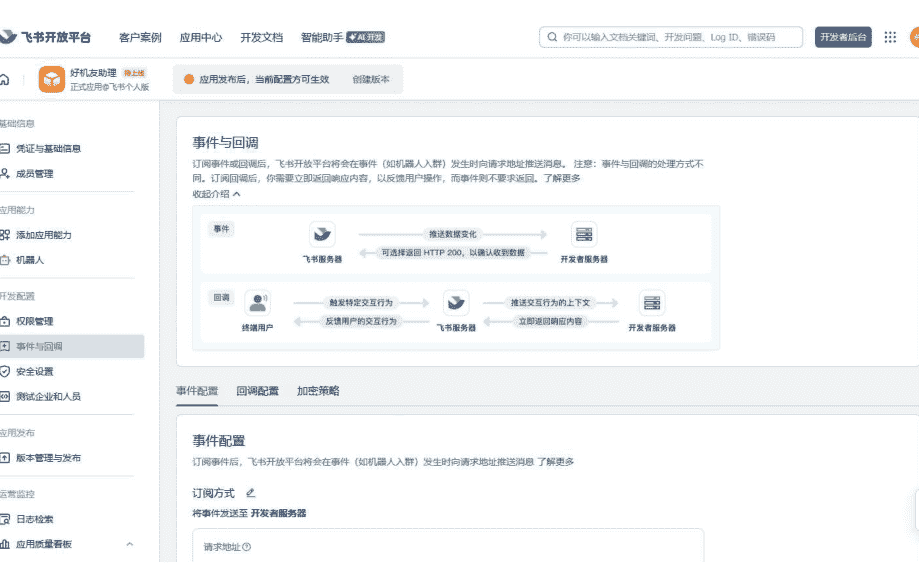 飞书开放平台
客户案例
应用中心
开发文档
智能助手 AI 开发
你可以输入文档关键词、开发问题、Log ID、错误码
开发者后台
好机友助理 待上线
正式应用@飞书个人版
应用发布后，当前配置方可生效
创建版本
基础信息
凭证与基础信息
成员管理
应用能力
添加应用能力
机器人
开发配置
权限管理
事件与回调
安全设置
测试企业和人员
应用发布
版本管理与发布
运营监控
日志检索
应用质量看板
事件与回调
订阅事件或回调后，飞书开放平台将会在事件（如机器人入群）发生时向请求地址推送消息。 注意：事件与回调的处理方式不
同。订阅回调后，你需要立即返回响应内容，以反馈用户操作，而事件则不要求返回。了解更多
收起介绍
事件
飞书服务器
推送数据变化
可选择返回 HTTP 200，以确认收到数据
开发者服务器
回调
终端用户
触发特定交互行为
反馈用户的交互行为
飞书服务器
推送交互行为的上下文
立即返回响应内容
开发者服务器
事件配置
回调配置
加密策略
事件配置
订阅事件后，飞书开放平台将会在事件（如机器人入群）发生时向请求地址推送消息 了解更多
订阅方式
将事件发送至 开发者服务器
请求地址